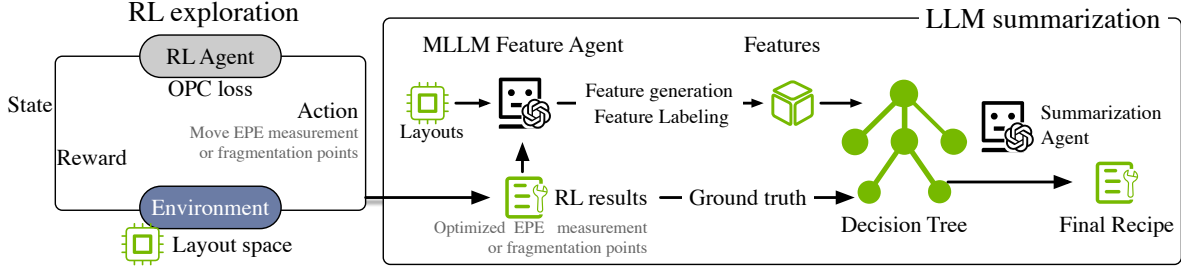 RL exploration
RL Agent
OPC loss
State
Action
Move EPE measurement
or fragmentation points
Reward
Environment
Layout space
LLM summarization
MLLM Feature Agent
Features
Layouts
Feature generation
Feature Labeling
Summarization
Agent
RL results
Ground truth
Optimized EPE measurement
or fragmentation points
Decision Tree
Final Recipe